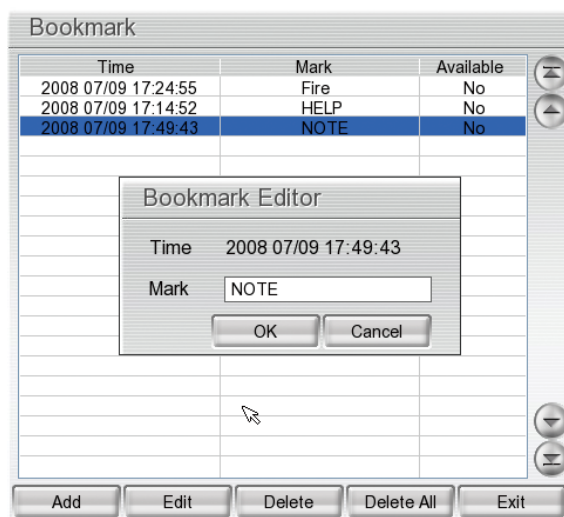 Bookmark
Time Mark Available
2008 07/09 17:24:55 Fire No
2008 07/09 17:14:52 HELP No
2008 07/09 17:49:43 NOTE No
Bookmark Editor
Time 2008 07/09 17:49:43
Mark NOTE
OK Cancel
Add Edit Delete Delete All Exit